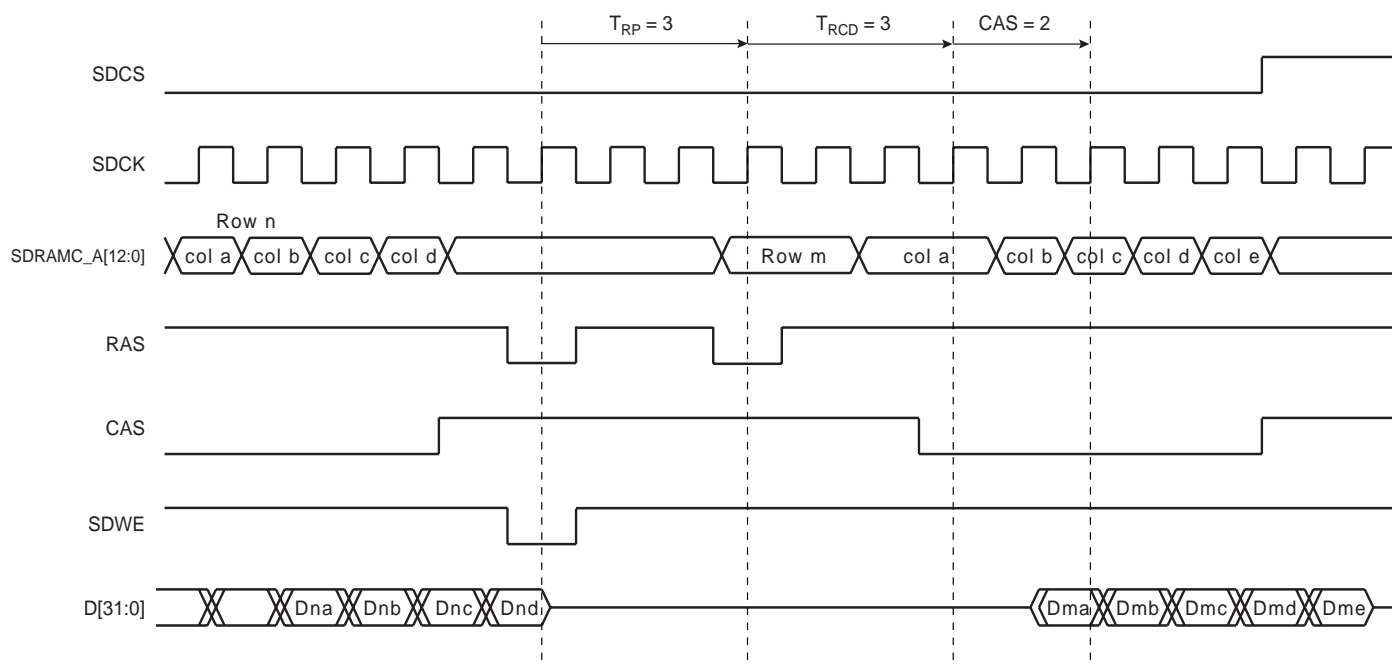 T_RP = 3 T_RCD = 3 CAS = 2
SDCS
SDCK
Row n
SDRAMC_A[12:0] col a col b col c col d Row m col a col b col c col d col e
RAS
CAS
SDWE
D[31:0] Dna Dnb Dnc Dnd Dma Dmb Dmc Dmd Dme